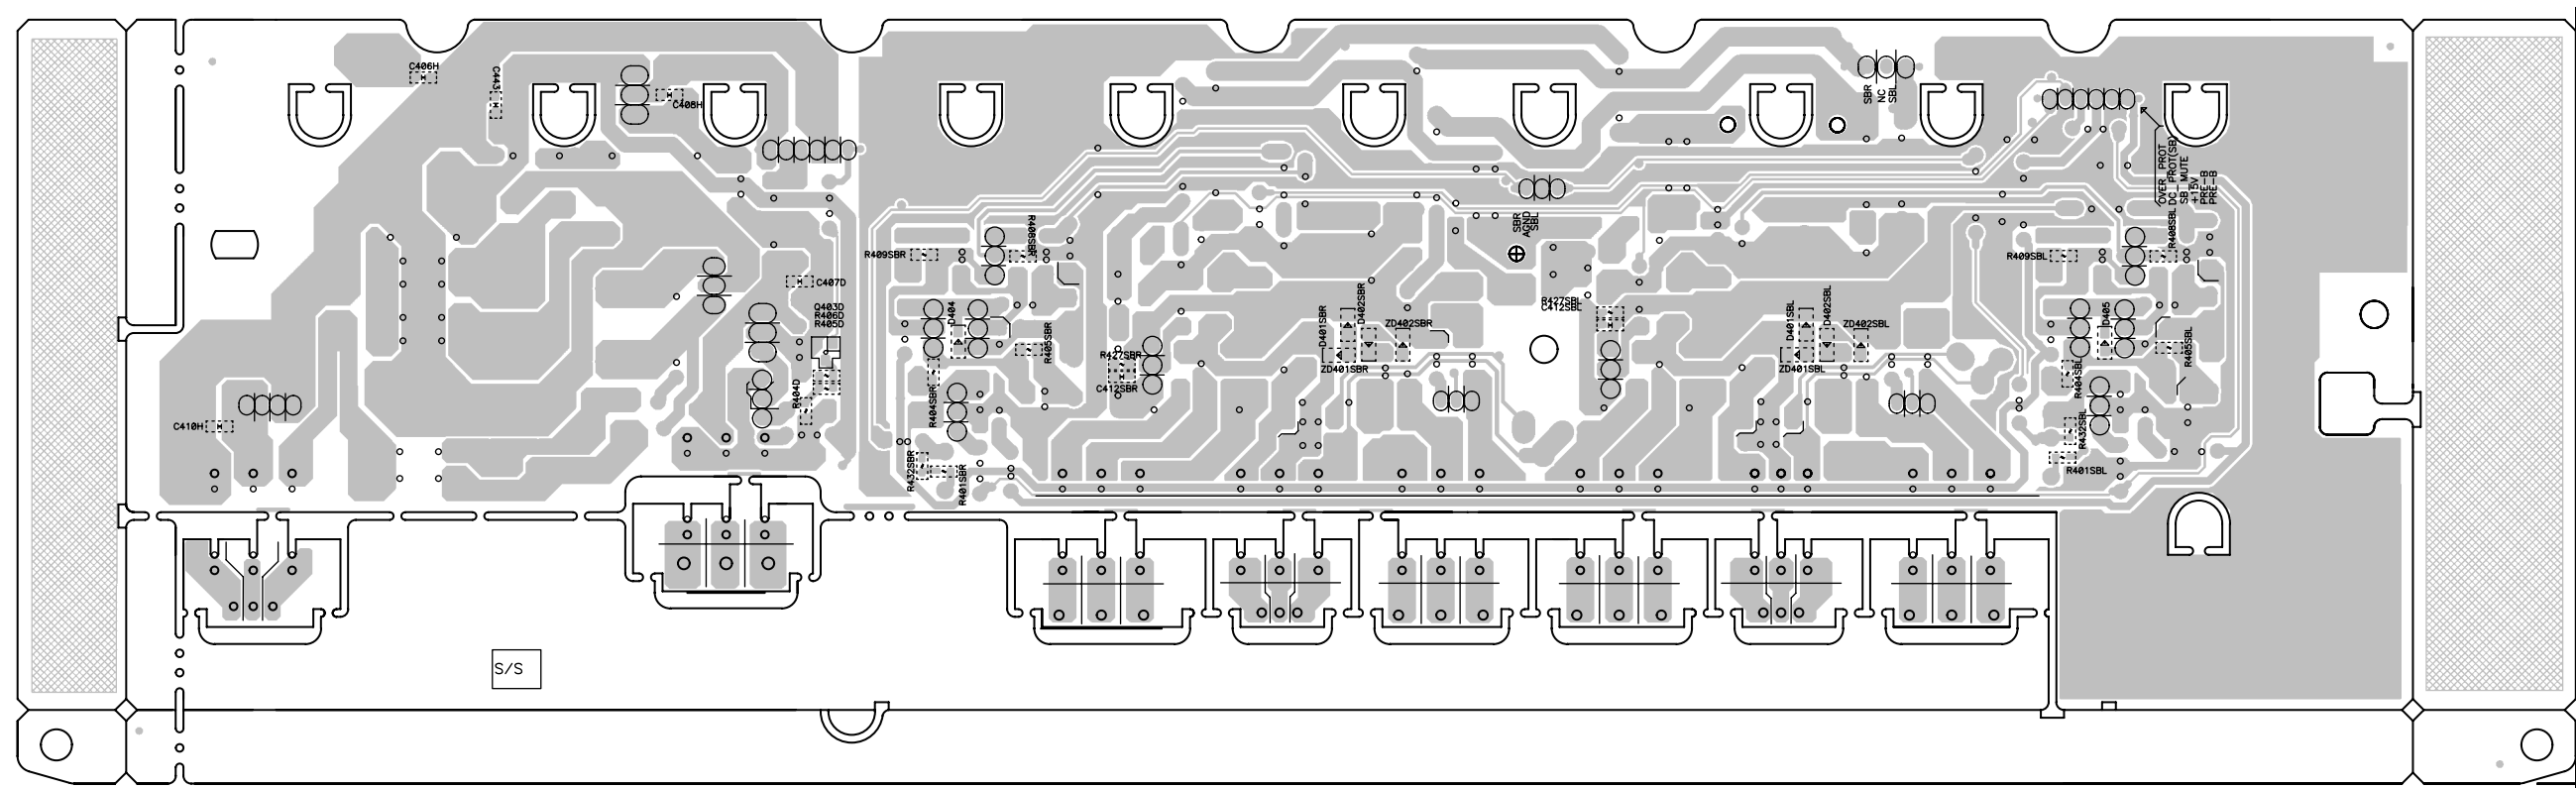 C406H
C443
C408H
SBR
NC
SBL
OVER PROT
DC-PROT(SB)
SB MUTE
+15V
PRE-B
PRE-B
R409SBR
R408SBR
SBR
AGND
SBL
R409SBL
R408SBL
C407D
Q403D
R406D
R405D
D404
R405SBR
R427SBR
C412SBR
D401SBR
D402SBR
ZD402SBR
ZD401SBR
R427SBL
C412SBL
D401SBL
D402SBL
ZD402SBL
ZD401SBL
D405
R405SBL
R404D
R404SBR
R404SBL
C410H
R432SBR
R401SBR
R432SBL
R401SBL
S/S